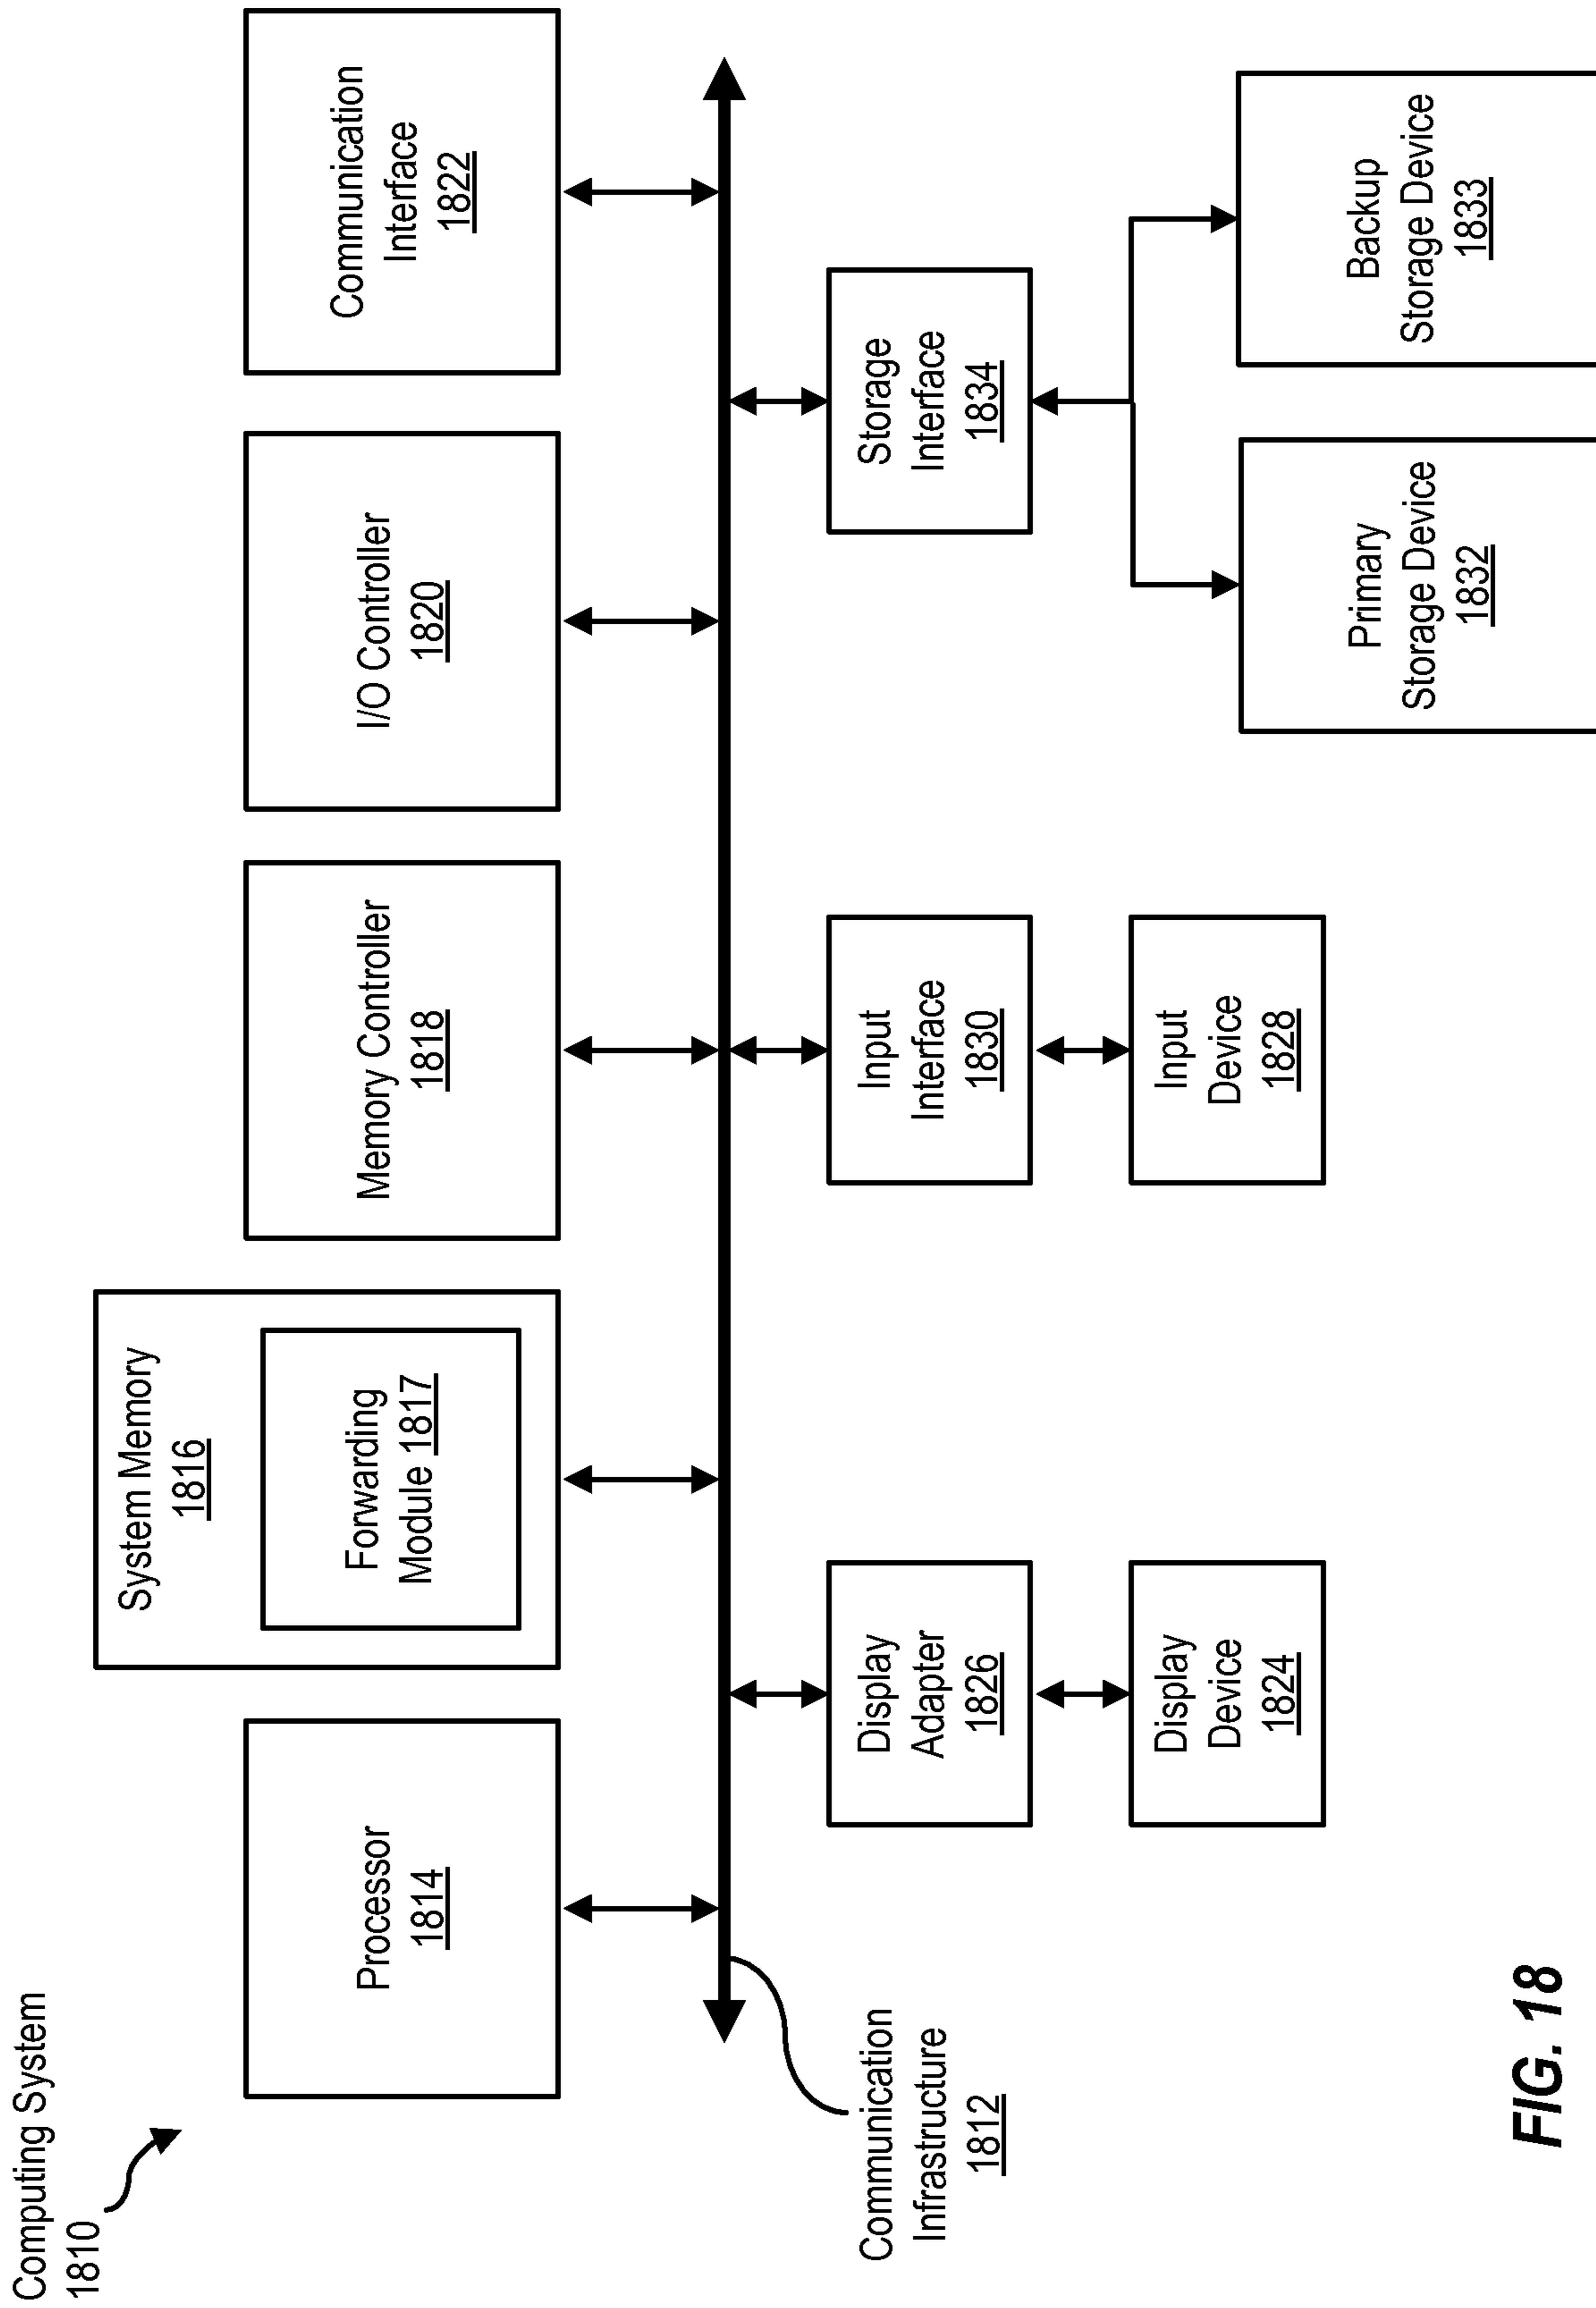 Computing System
1810
Processor
1814
System Memory
1816
Forwarding
Module 1817
Memory Controller
1818
I/O Controller
1820
Communication
Interface
1822
Communication
Infrastructure
1812
Display
Adapter
1826
Input
Interface
1830
Storage
Interface
1834
Display
Device
1824
Input
Device
1828
Primary
Storage Device
1832
Backup
Storage Device
1833
FIG. 18